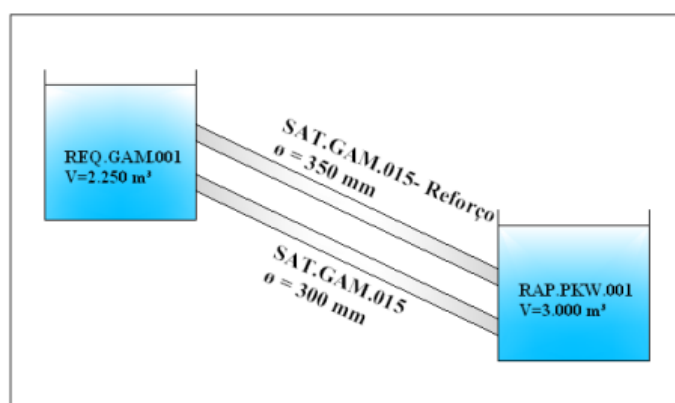 REQ.GAM.001
V=2.250 m³
SAT.GAM.015- Reforço
ø = 350 mm
SAT.GAM.015
ø = 300 mm
RAP.PKW.001
V=3.000 m³